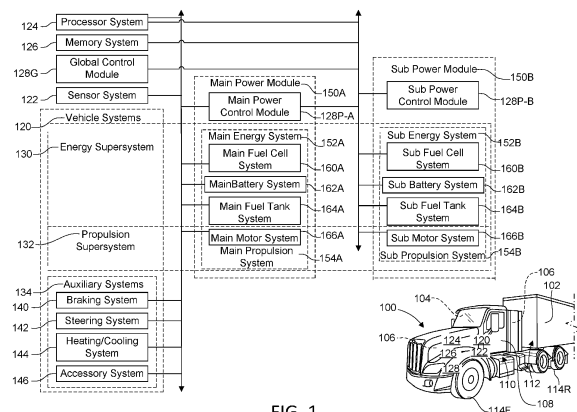 124
Processor System
126
Memory System
128G
Global Control
Module
122
Sensor System
120
Vehicle Systems
130
Energy Supersystem
132
Propulsion
Supersystem
134
Auxiliary Systems
140
Braking System
142
Steering System
144
Heating/Cooling
System
146
Accessory System
Main Power Module
150A
Main Power
Control Module
128P-A
Main Energy System
152A
Main Fuel Cell
System
160A
MainBattery System
162A
Main Fuel Tank
System
164A
Main Motor System
166A
Main Propulsion
System
154A
Sub Power Module
150B
Sub Power
Control Module
128P-B
Sub Energy System
152B
Sub Fuel Cell
System
160B
Sub Battery System
162B
Sub Fuel Tank
System
164B
Sub Motor System
166B
Sub Propulsion System
154B
100
104
106
106
102
124
120
126
122
128
110
108
112
114R
114F
FIG. 1